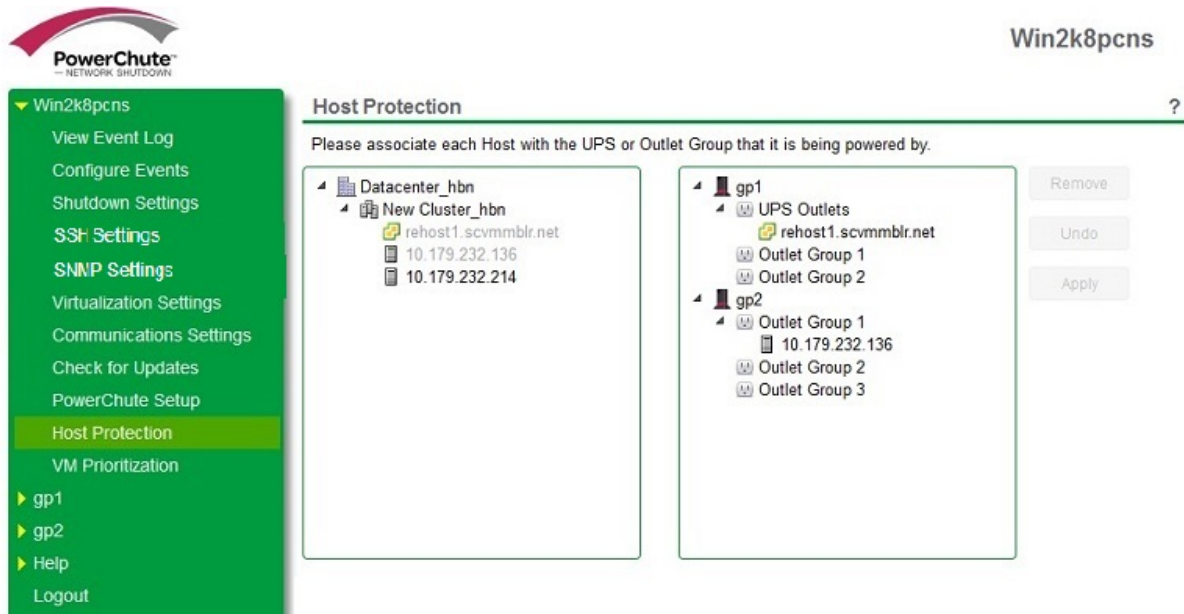 PowerChute™
— NETWORK SHUTDOWN
Win2k8pcns
Win2k8pcns
View Event Log
Configure Events
Shutdown Settings
SSH Settings
SNMP Settings
Virtualization Settings
Communications Settings
Check for Updates
PowerChute Setup
Host Protection
VM Prioritization
gp1
gp2
Help
Logout
Host Protection ?
Please associate each Host with the UPS or Outlet Group that it is being powered by.
Datacenter_hbn
New Cluster_hbn
rehost1.scvmmblr.net
10.179.232.136
10.179.232.214
gp1
UPS Outlets
rehost1.scvmmblr.net
Outlet Group 1
Outlet Group 2
gp2
Outlet Group 1
10.179.232.136
Outlet Group 2
Outlet Group 3
Remove
Undo
Apply